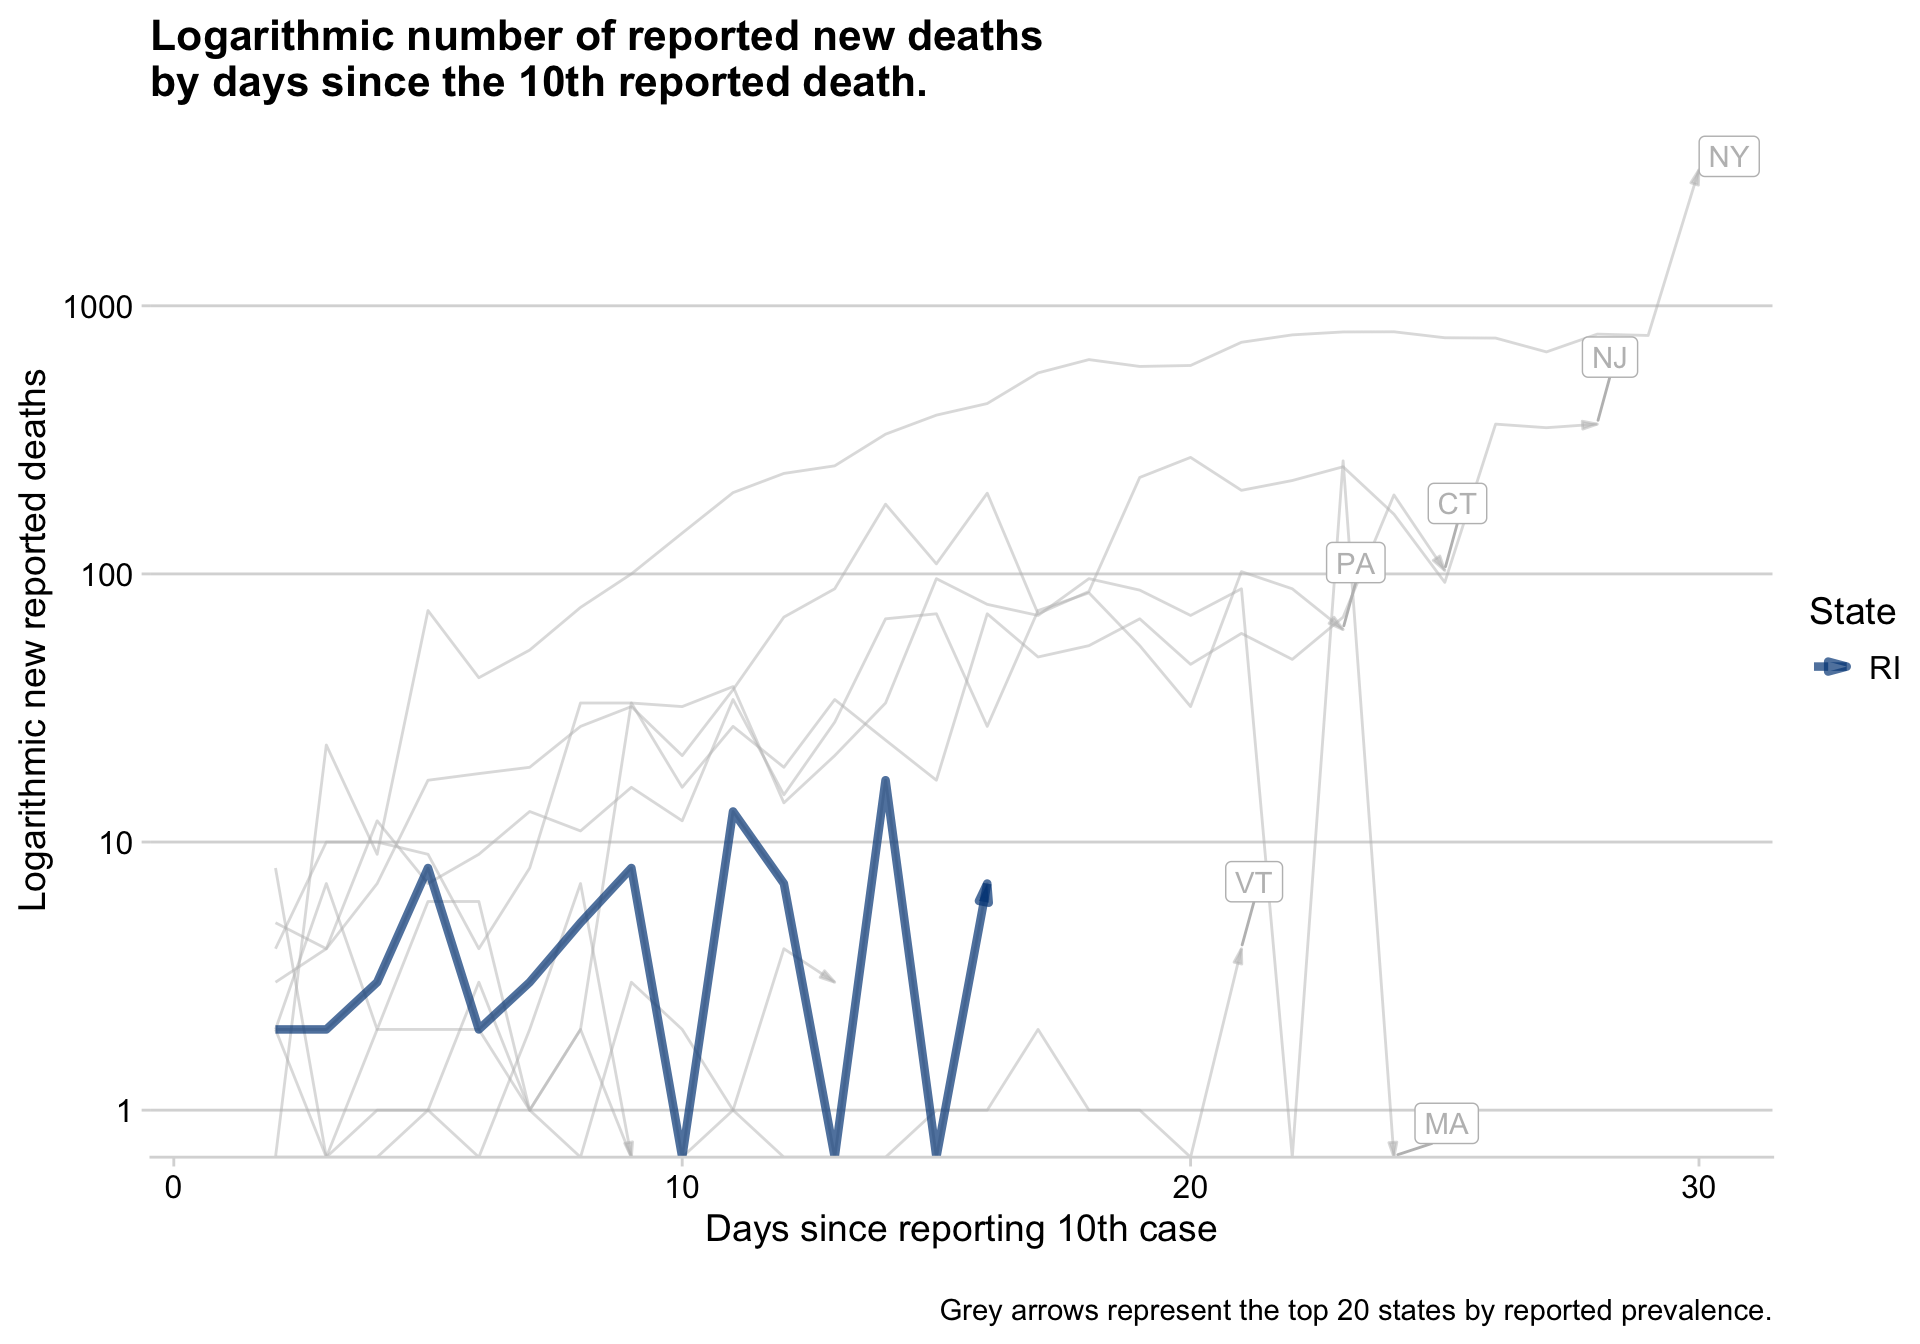 Logarithmic number of reported new deaths
by days since the 10th reported death.
Logarithmic new reported deaths
1000
100
10
1
NY
NJ
CT
PA
VT
MA
State
RI
0
10
20
30
Days since reporting 10th case
Grey arrows represent the top 20 states by reported prevalence.